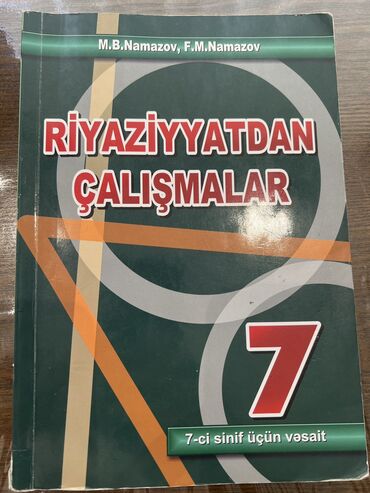 M.B.Namazov, F.M.Namazov
RİYAZİYYATDAN
ÇALIŞMALAR
7
7-ci sinif üçün vəsait